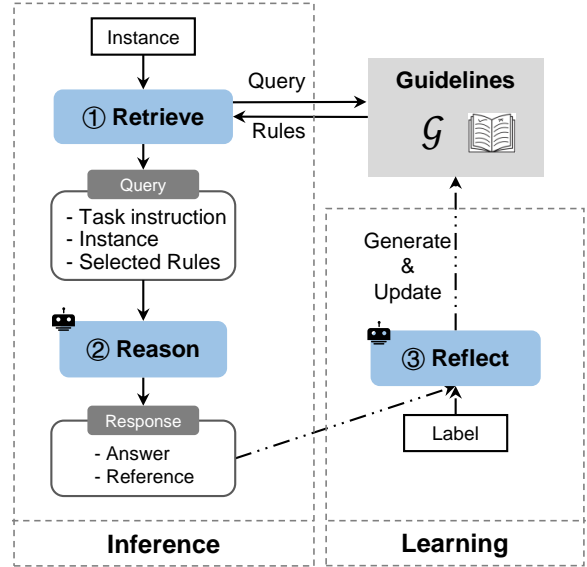 Instance
① Retrieve
Query
Rules
Guidelines
𝒢
Query
- Task instruction
- Instance
- Selected Rules
Generate
&
Update
② Reason
③ Reflect
Response
- Answer
- Reference
Label
Inference
Learning